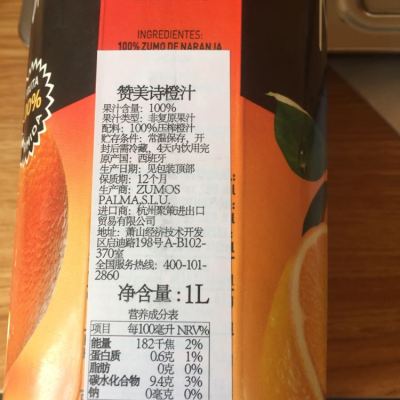 INGREDIENTES:
100% ZUMO DE NARANJA
赞美诗橙汁
果汁含量：100%
果汁类型：非复原果汁
配料：100%压榨橙汁
贮存条件：常温保存，开
封后需冷藏，4天内饮用完
原产国：西班牙
生产日期：见包装顶部
保质期：12个月
生产商：ZUMOS
PALMA,S.L.U.
进口商：杭州聚策进出口
贸易有限公司
地址：萧山经济技术开发
区启迪路198号A-B102-
370室
全国服务热线：400-101-
2860
净含量：1L
营养成分表
项目 每100毫升 NRV%
能量 182千焦 2%
蛋白质 0.6克 1%
脂肪 0克 0%
碳水化合物 9.4克 3%
钠 0毫克 0%